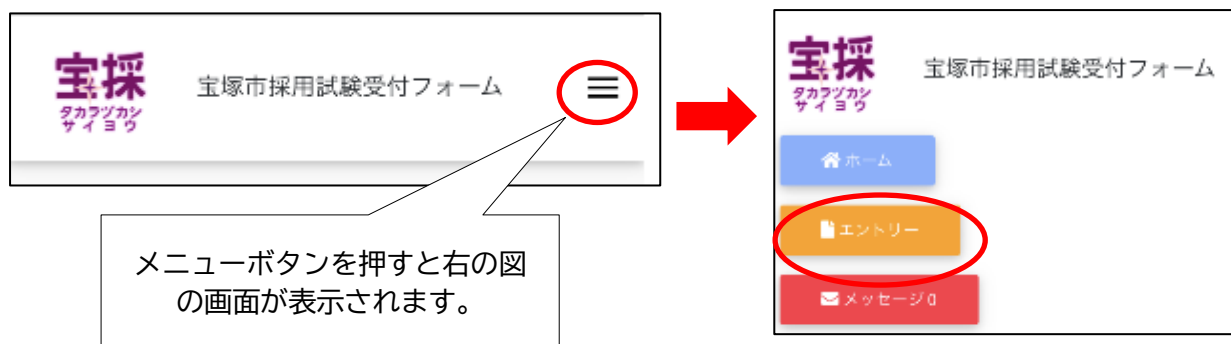 宝採
タカラヅカシ
サイヨウ
宝塚市採用試験受付フォーム
メニューボタンを押すと右の図
の画面が表示されます。
宝採
タカラヅカシ
サイヨウ
宝塚市採用試験受付フォーム
ホーム
エントリー
メッセージ0